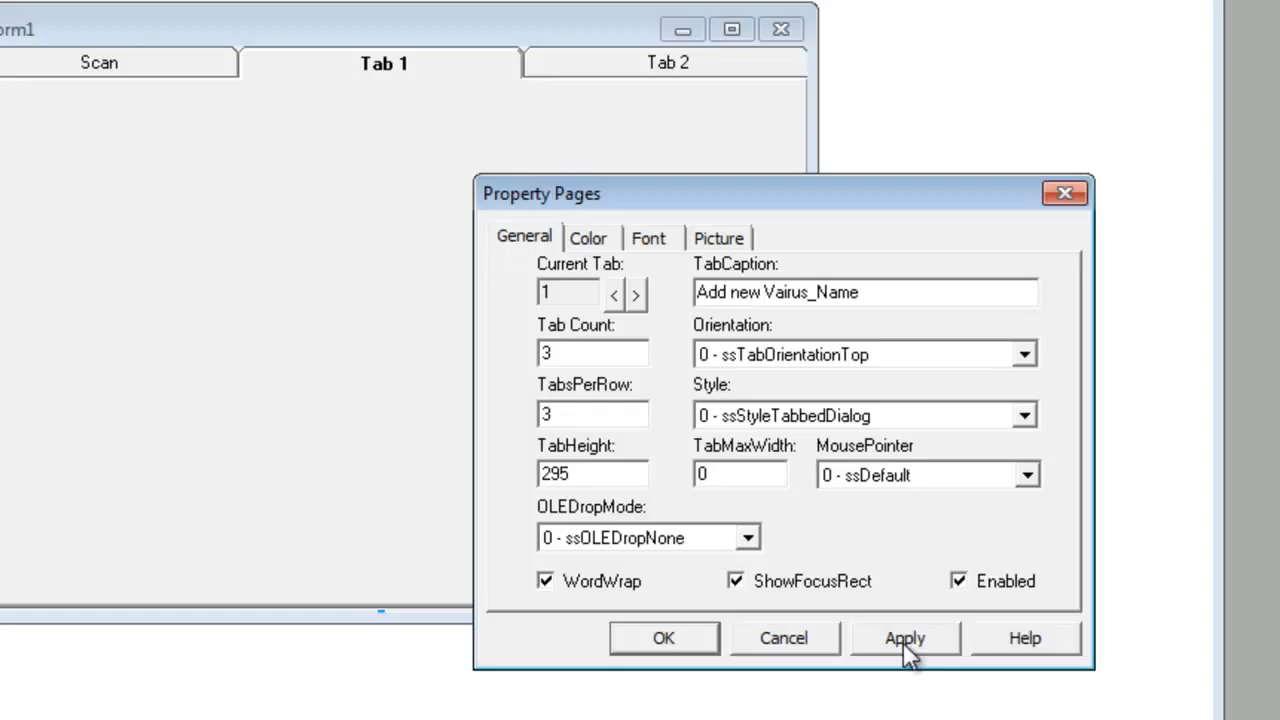 orm1
Scan
Tab 1
Tab 2
Property Pages
General
Color
Font
Picture
Current Tab:
TabCaption:
1
<
>
Add new Vairus_Name
Tab Count:
Orientation:
3
0 - ssTabOrientationTop
TabsPerRow:
Style:
3
0 - ssStyleTabbedDialog
TabHeight:
TabMaxWidth:
MousePointer
295
0
0 - ssDefault
OLEDropMode:
0 - ssOLEDropNone
WordWrap
ShowFocusRect
Enabled
OK
Cancel
Apply
Help